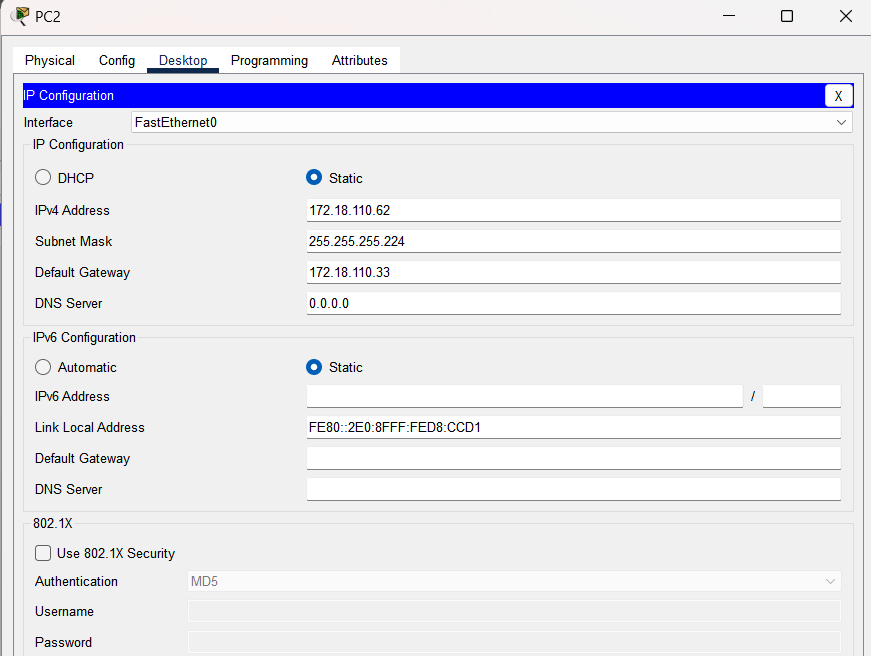 PC2
Physical Config Desktop Programming Attributes
IP Configuration X
Interface FastEthernet0
IP Configuration
DHCP Static
IPv4 Address 172.18.110.62
Subnet Mask 255.255.255.224
Default Gateway 172.18.110.33
DNS Server 0.0.0.0
IPv6 Configuration
Automatic Static
IPv6 Address /
Link Local Address FE80::2E0:8FFF:FED8:CCD1
Default Gateway
DNS Server
802.1X
Use 802.1X Security
Authentication MD5
Username
Password